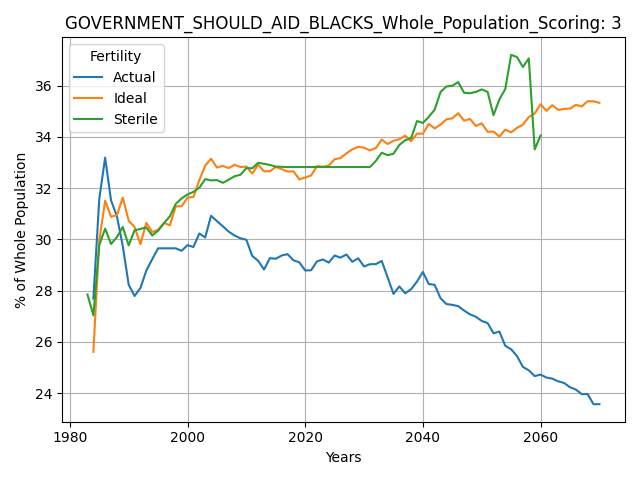 GOVERNMENT_SHOULD_AID_BLACKS_Whole_Population_Scoring: 3
Fertility
Actual
Ideal
Sterile
% of Whole Population
36
34
32
30
28
26
24
1980
2000
2020
2040
2060
Years